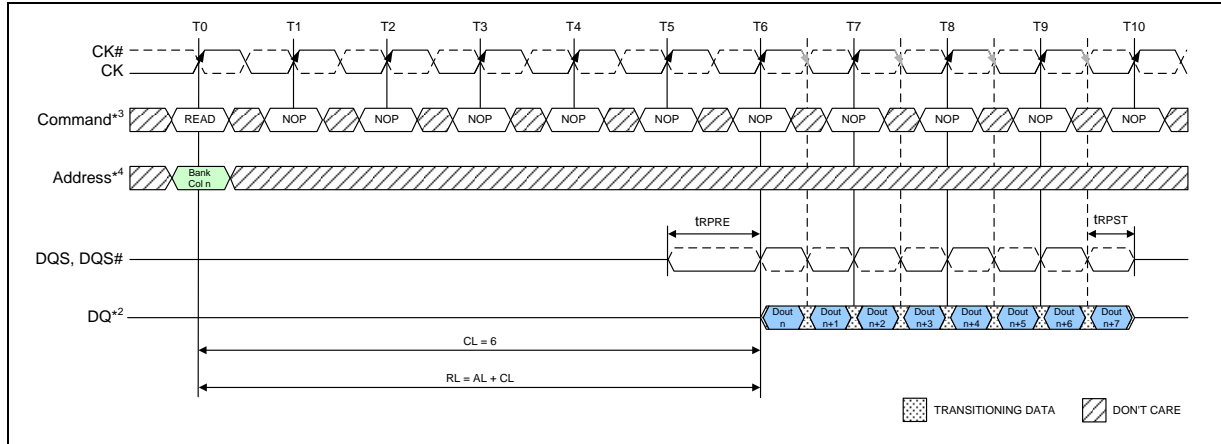 T0 T1 T2 T3 T4 T5 T6 T7 T8 T9 T10
CK#
CK
Command*3 READ NOP NOP NOP NOP NOP NOP NOP NOP NOP NOP
Address*4 Bank
Col n
tRPRE tRPST
DQS, DQS#
DQ*2 Dout n Dout n+1 Dout n+2 Dout n+3 Dout n+4 Dout n+5 Dout n+6 Dout n+7
CL = 6
RL = AL + CL
TRANSITIONING DATA DON'T CARE